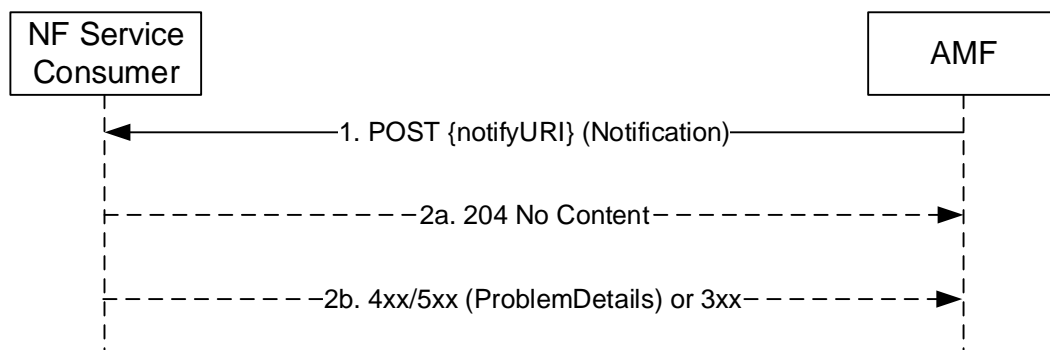 NF Service
Consumer
AMF
1. POST {notifyURI} (Notification)
2a. 204 No Content
2b. 4xx/5xx (ProblemDetails) or 3xx